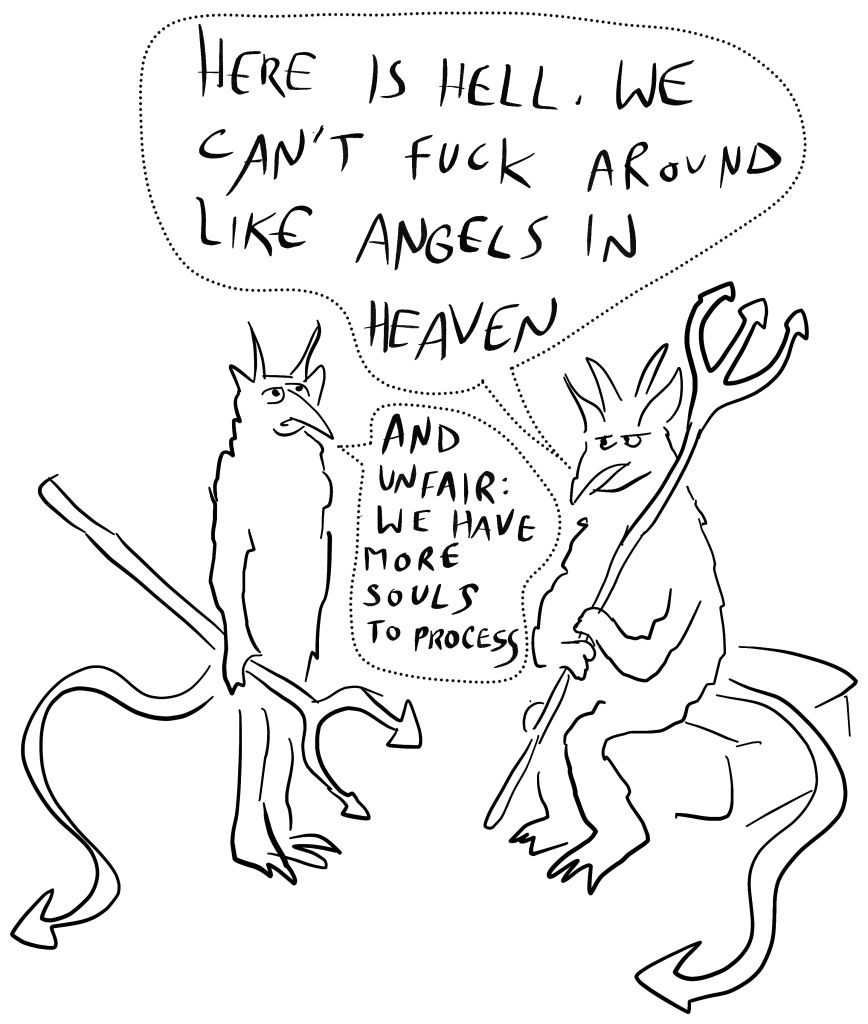 HERE IS HELL. WE
CAN'T FUCK AROUND
LIKE ANGELS IN
HEAVEN
AND
UNFAIR:
WE HAVE
MORE
SOULS
TO PROCESS